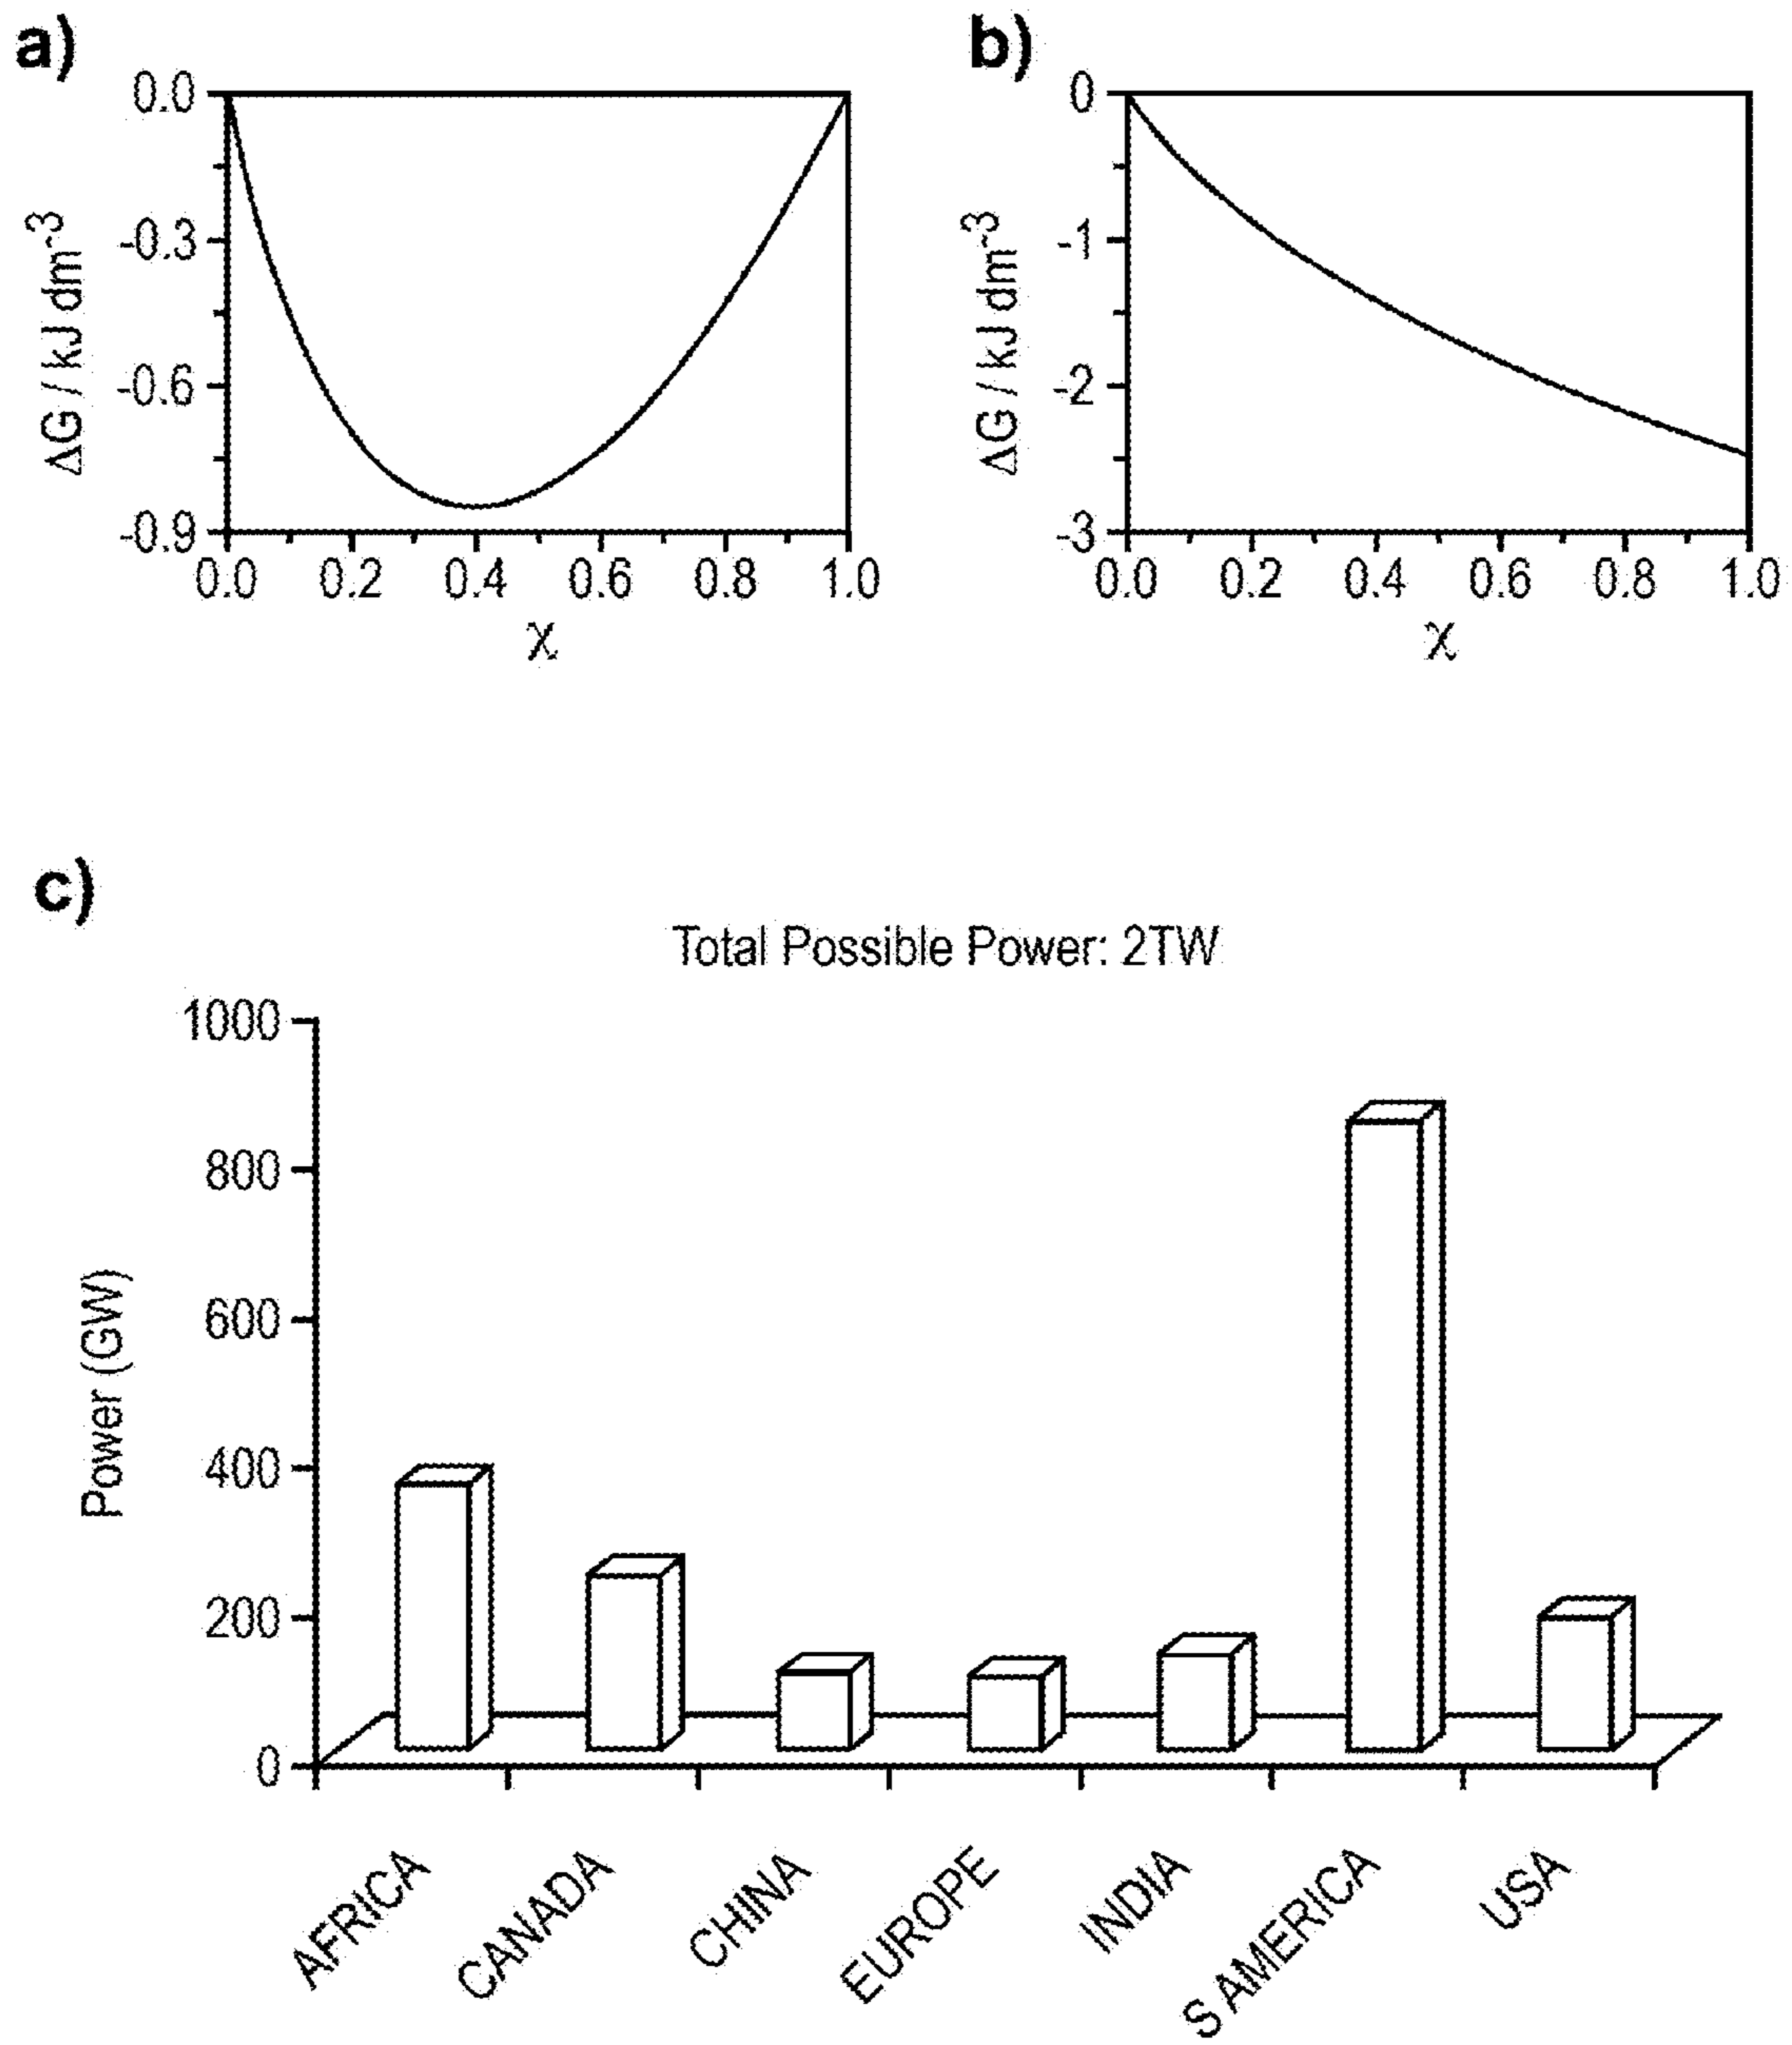 a)
0.0
-0.3
-0.6
-0.9
ΔG / kJ dm-3
0.0 0.2 0.4 0.6 0.8 1.0
χ
b)
0
-1
-2
-3
ΔG / kJ dm-3
0.0 0.2 0.4 0.6 0.8 1.0
χ
c)
Total Possible Power: 2TW
1000
800
600
400
200
0
Power (GW)
AFRICA
CANADA
CHINA
EUROPE
INDIA
S AMERICA
USA